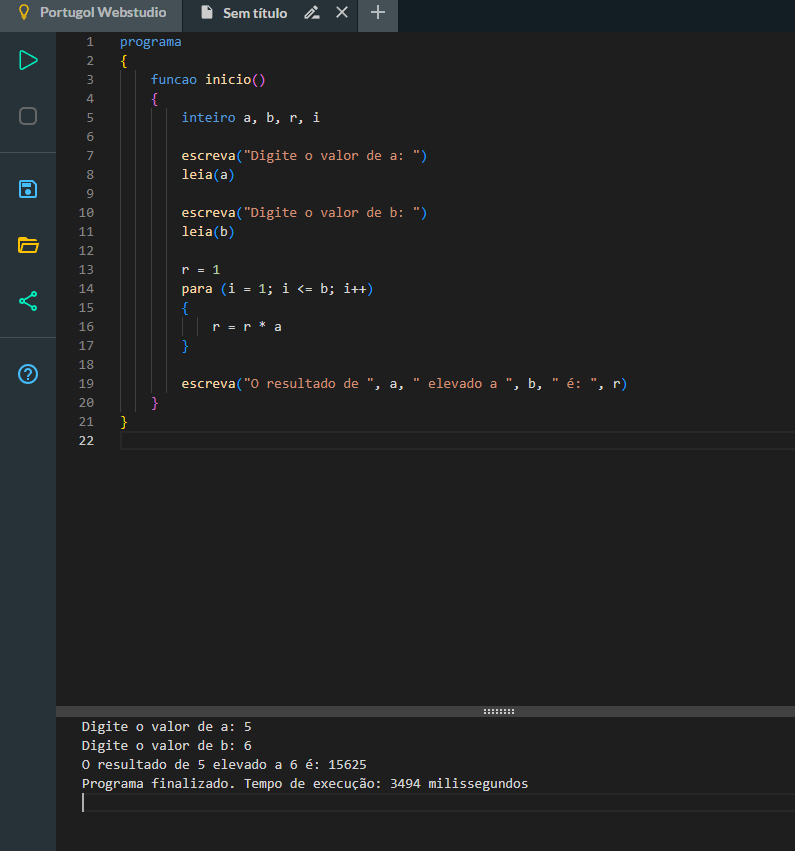 Portugol Webstudio Sem título
1 programa
2 {
3 funcao inicio()
4 {
5 inteiro a, b, r, i
6
7 escreva("Digite o valor de a: ")
8 leia(a)
9
10 escreva("Digite o valor de b: ")
11 leia(b)
12
13 r = 1
14 para (i = 1; i <= b; i++)
15 {
16 r = r * a
17 }
18
19 escreva("O resultado de ", a, " elevado a ", b, " é: ", r)
20 }
21 }
22
Digite o valor de a: 5
Digite o valor de b: 6
O resultado de 5 elevado a 6 é: 15625
Programa finalizado. Tempo de execução: 3494 milissegundos